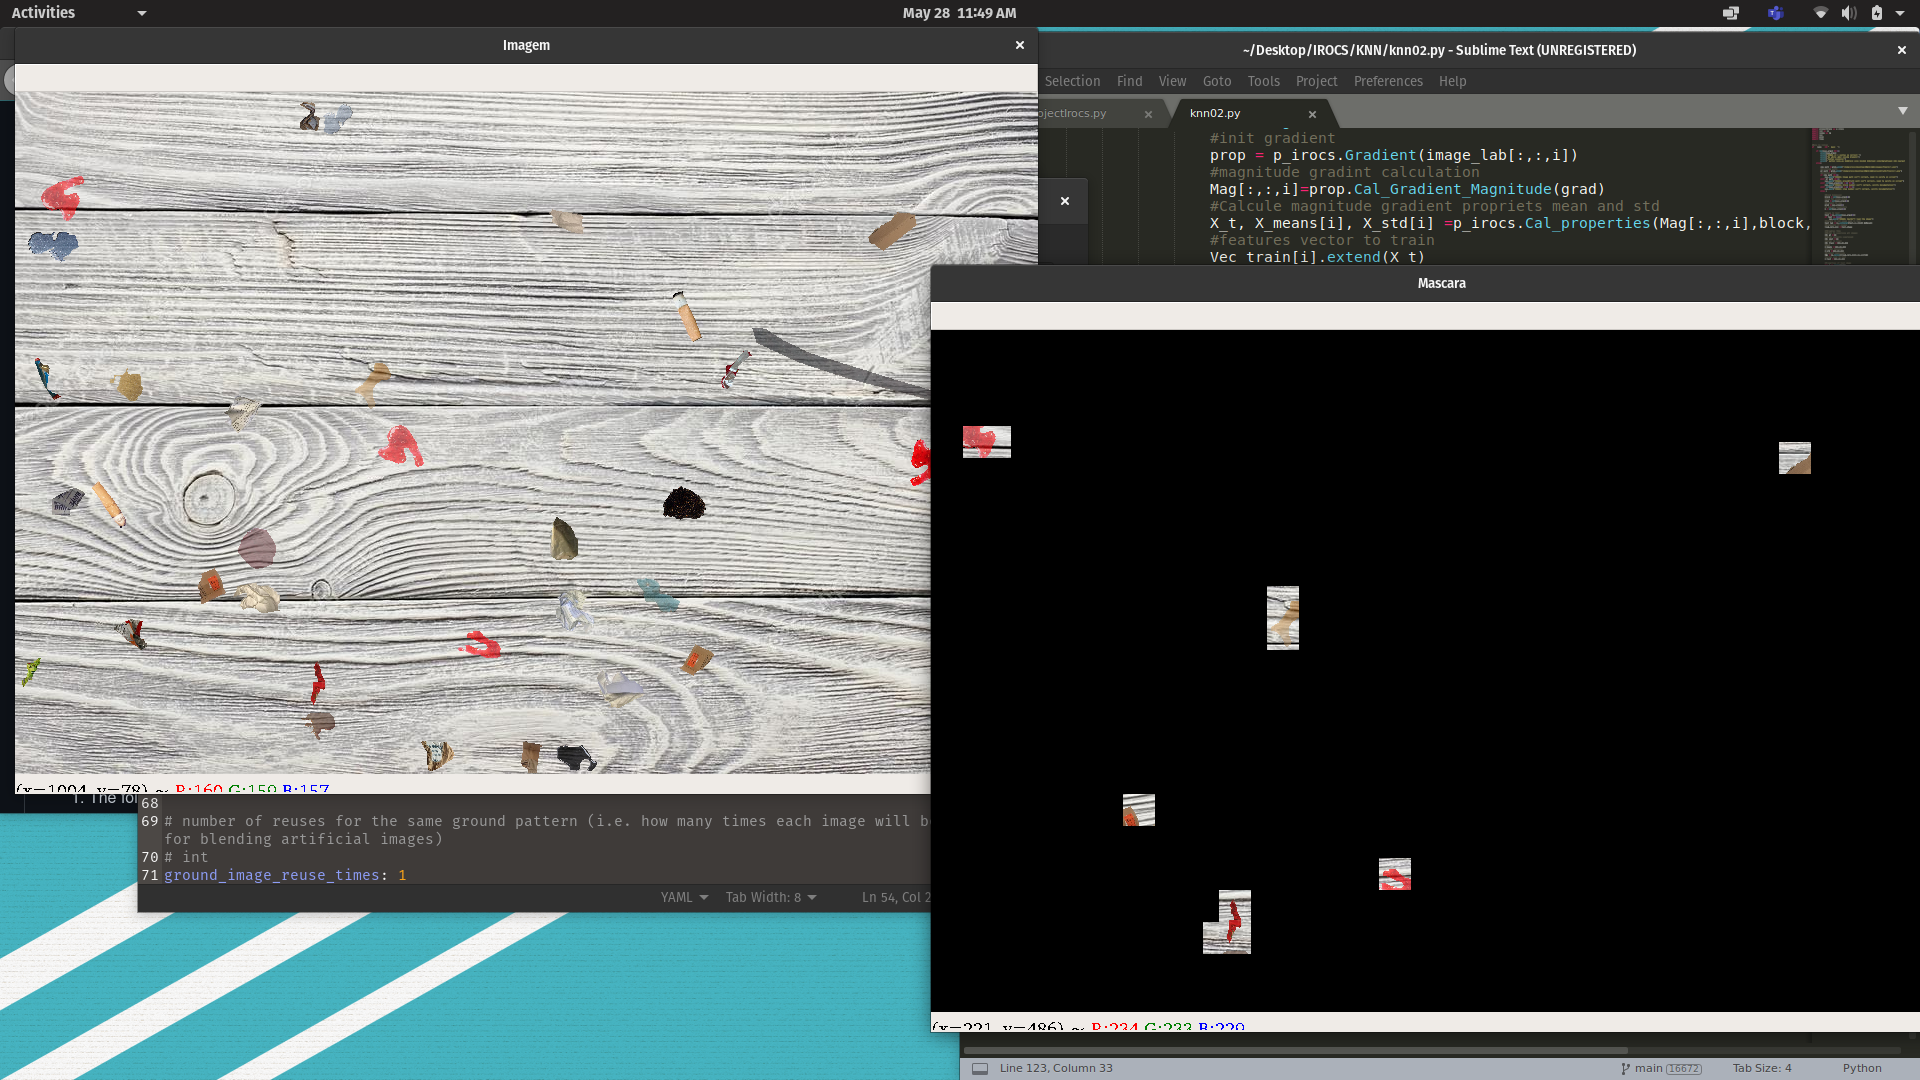 Activities
May 28 11:49 AM
Imagem
~/Desktop/IROCS/KNN/knn02.py - Sublime Text (UNREGISTERED)
Selection Find View Goto Tools Project Preferences Help
ojectIrocs.py
knn02.py
#init gradient
prop = p_irocs.Gradient(image_lab[:,:,i])
#magnitude gradint calculation
Mag[:,:,i]=prop.Cal_Gradient_Magnitude(grad)
#Calcule magnitude gradient propriets mean and std
X_t, X_means[i], X_std[i] =p_irocs.Cal_properties(Mag[:,:,i],block,
#features vector to train
Vec_train[i].extend(X_t)
Mascara
(x=1004, y=78) ~ R:160 G:159 B:157
1. The fol
68
69 # number of reuses for the same ground pattern (i.e. how many times each image will b
for blending artificial images)
70 # int
71 ground_image_reuse_times: 1
YAML Tab Width: 8 Ln 54, Col 2
(x=221, y=486) ~ R:234 G:233 B:229
Line 123, Column 33
main 16672 Tab Size: 4 Python